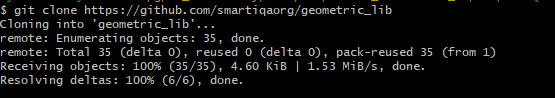 $ git clone https://github.com/smartiqaorg/geometric_lib
Cloning into 'geometric_lib'...
remote: Enumerating objects: 35, done.
remote: Total 35 (delta 0), reused 0 (delta 0), pack-reused 35 (from 1)
Receiving objects: 100% (35/35), 4.60 KiB | 1.53 MiB/s, done.
Resolving deltas: 100% (6/6), done.